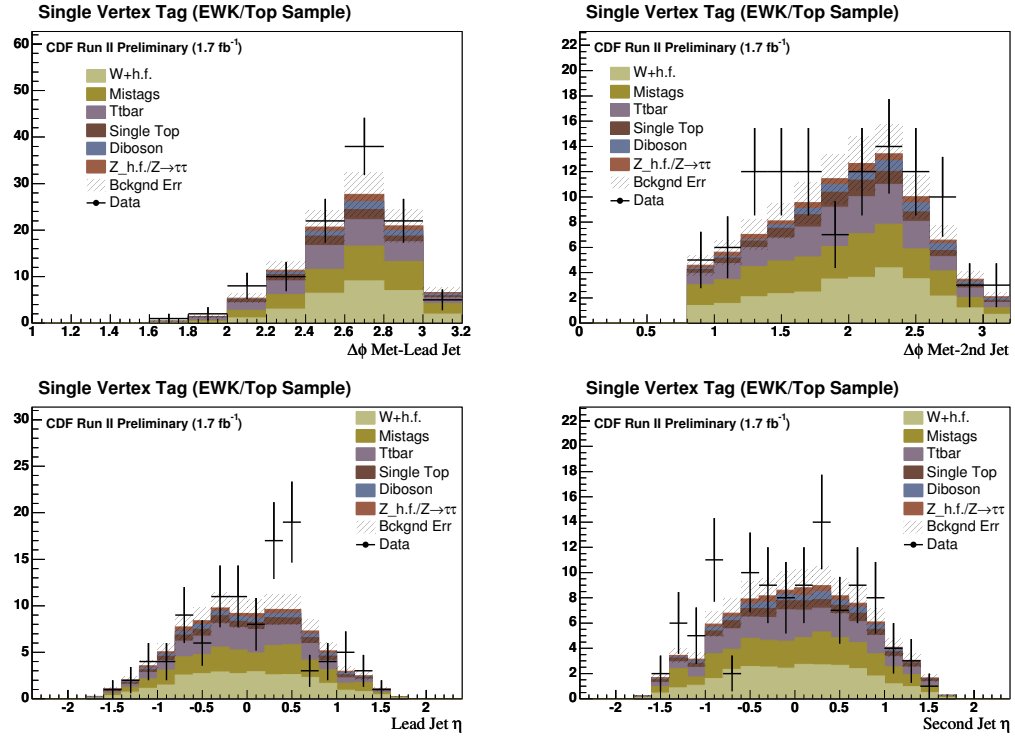 Single Vertex Tag (EWK/Top Sample)
CDF Run II Preliminary (1.7 fb⁻¹)
60
50
40
30
20
10
0
W+h.f.
Mistags
Ttbar
Single Top
Diboson
Z_h.f./Z→ττ
Bckgnd Err
Data
1 1.2 1.4 1.6 1.8 2 2.2 2.4 2.6 2.8 3 3.2
Δϕ Met-Lead Jet
Single Vertex Tag (EWK/Top Sample)
CDF Run II Preliminary (1.7 fb⁻¹)
22
20
18
16
14
12
10
8
6
4
2
0
W+h.f.
Mistags
Ttbar
Single Top
Diboson
Z_h.f./Z→ττ
Bckgnd Err
Data
0 0.5 1 1.5 2 2.5 3
Δϕ Met-2nd Jet
Single Vertex Tag (EWK/Top Sample)
CDF Run II Preliminary (1.7 fb⁻¹)
30
25
20
15
10
5
0
W+h.f.
Mistags
Ttbar
Single Top
Diboson
Z_h.f./Z→ττ
Bckgnd Err
Data
-2 -1.5 -1 -0.5 0 0.5 1 1.5 2
Lead Jet η
Single Vertex Tag (EWK/Top Sample)
CDF Run II Preliminary (1.7 fb⁻¹)
22
20
18
16
14
12
10
8
6
4
2
0
W+h.f.
Mistags
Ttbar
Single Top
Diboson
Z_h.f./Z→ττ
Bckgnd Err
Data
-2 -1.5 -1 -0.5 0 0.5 1 1.5 2
Second Jet η